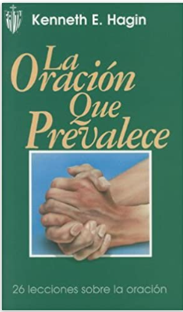 Kenneth E. Hagin
La
Oración
Que
Prevalece
26 lecciones sobre la oración